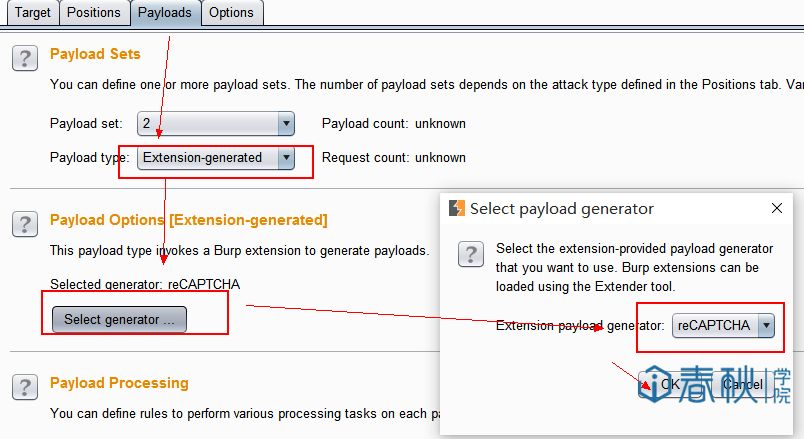 Target Positions Payloads Options
Payload Sets
You can define one or more payload sets. The number of payload sets depends on the attack type defined in the Positions tab. Var
Payload set: 2 Payload count: unknown
Payload type: Extension-generated Request count: unknown
Payload Options [Extension-generated]
This payload type invokes a Burp extension to generate payloads.
Selected generator: reCAPTCHA
Select generator ...
Payload Processing
You can define rules to perform various processing tasks on each pa
Select payload generator
Select the extension-provided payload generator
that you want to use. Burp extensions can be
loaded using the Extender tool.
Extension payload generator: reCAPTCHA
OK Cancel
i春秋学院